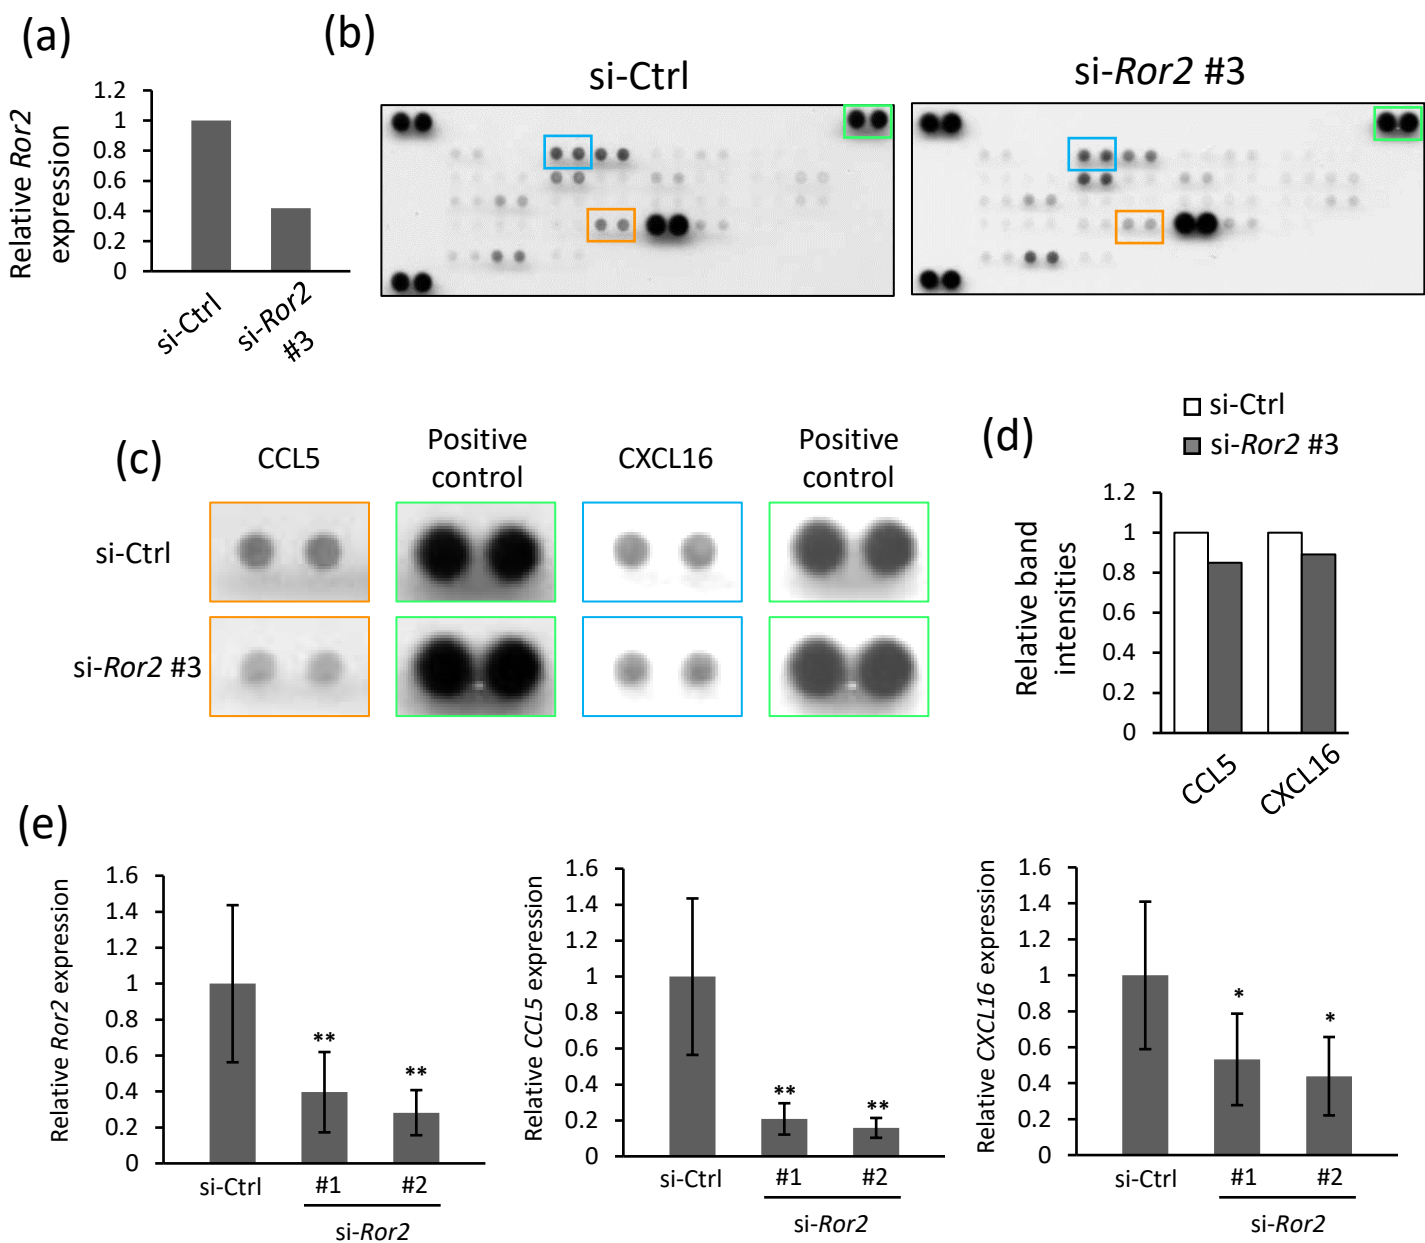 (a)
Relative Ror2
expression
1.2
1
0.8
0.6
0.4
0.2
0
si-Ctrl
si-Ror2
#3
(b)
si-Ctrl
si-Ror2 #3
(c)
CCL5
Positive
control
CXCL16
Positive
control
si-Ctrl
si-Ror2 #3
(d)
si-Ctrl
si-Ror2 #3
Relative band
intensities
1.2
1
0.8
0.6
0.4
0.2
0
CCL5
CXCL16
(e)
Relative Ror2 expression
1.6
1.4
1.2
1
0.8
0.6
0.4
0.2
0
**
**
si-Ctrl
#1
#2
si-Ror2
Relative CCL5 expression
1.6
1.4
1.2
1
0.8
0.6
0.4
0.2
0
**
**
si-Ctrl
#1
#2
si-Ror2
Relative CXCL16 expression
1.6
1.4
1.2
1
0.8
0.6
0.4
0.2
0
*
*
si-Ctrl
#1
#2
si-Ror2